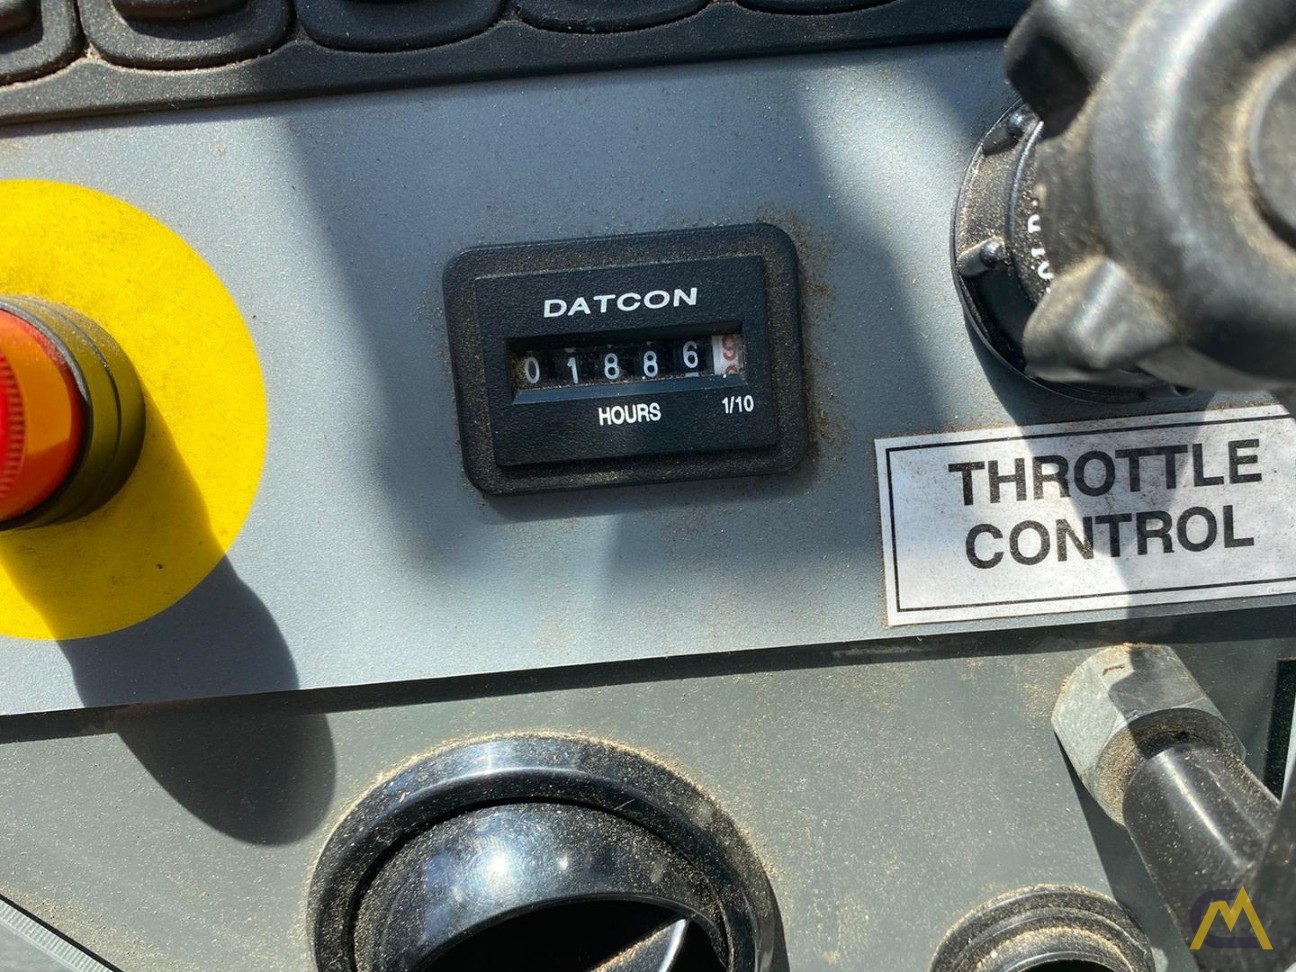 DATCON
018869
HOURS 1/10
THROTTLE
CONTROL